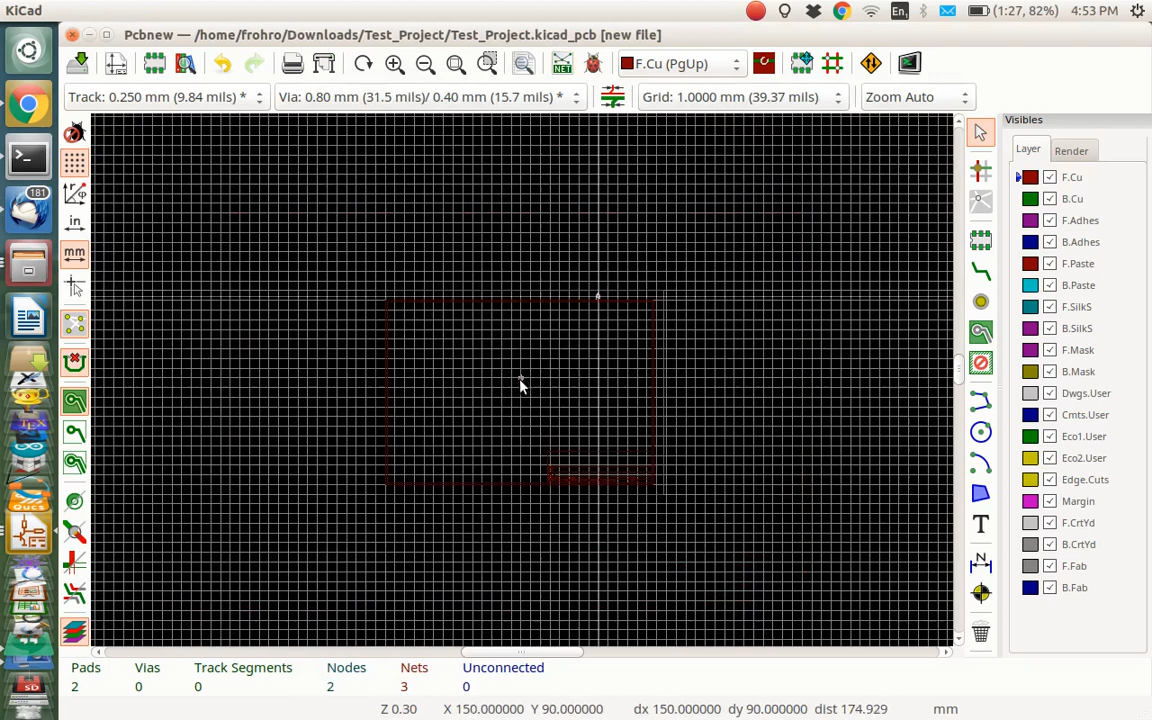 KiCad
En
(1:27, 82%)
4:53 PM
Pcbnew — /home/frohro/Downloads/Test_Project/Test_Project.kicad_pcb [new file]
NET
F.Cu (PgUp)
Track: 0.250 mm (9.84 mils) *
Via: 0.80 mm (31.5 mils)/ 0.40 mm (15.7 mils) *
Grid: 1.0000 mm (39.37 mils)
Zoom Auto
Visibles
Layer
Render
F.Cu
B.Cu
F.Adhes
B.Adhes
F.Paste
B.Paste
F.SilkS
B.SilkS
F.Mask
B.Mask
Dwgs.User
Cmts.User
Eco1.User
Eco2.User
Edge.Cuts
Margin
F.CrtYd
B.CrtYd
F.Fab
B.Fab
in
mm
181
T
N
SD
Pads
Vias
Track Segments
Nodes
Nets
Unconnected
2
0
0
2
3
0
Z 0.30
X 150.000000 Y 90.000000
dx 150.000000 dy 90.000000 dist 174.929
mm